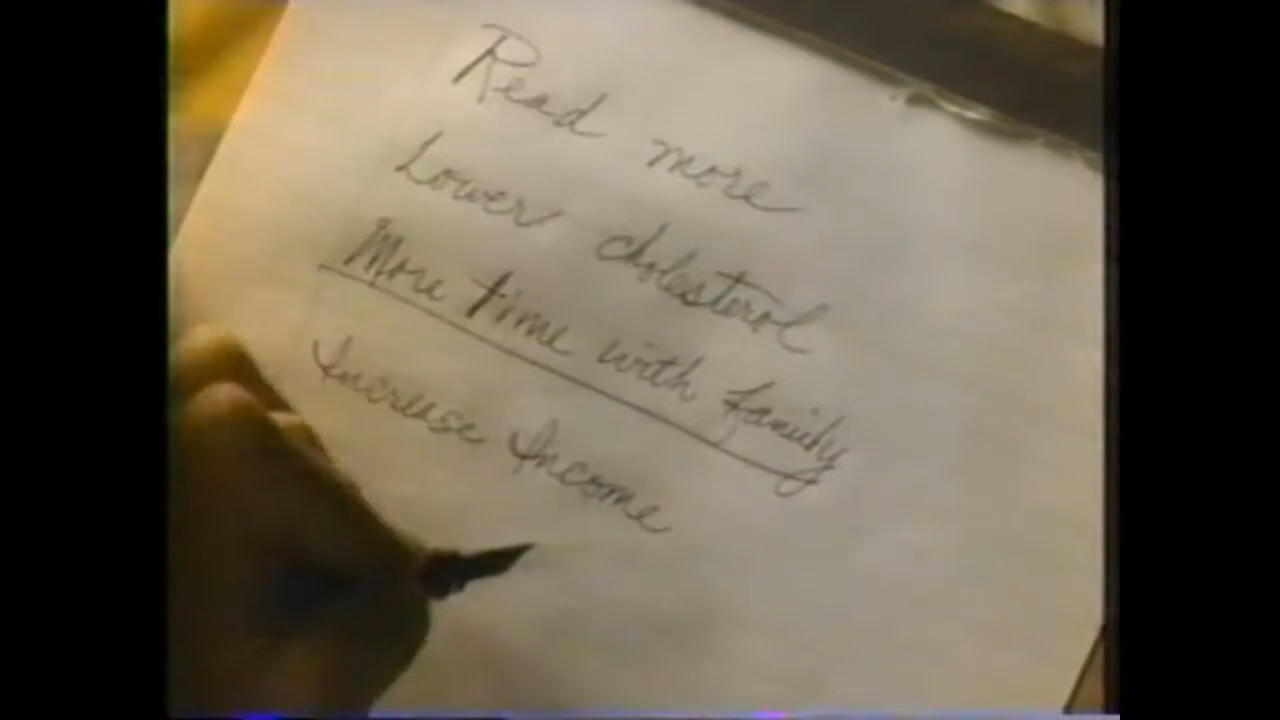 Read more
Lower cholesterol
More time with family
Increase Income